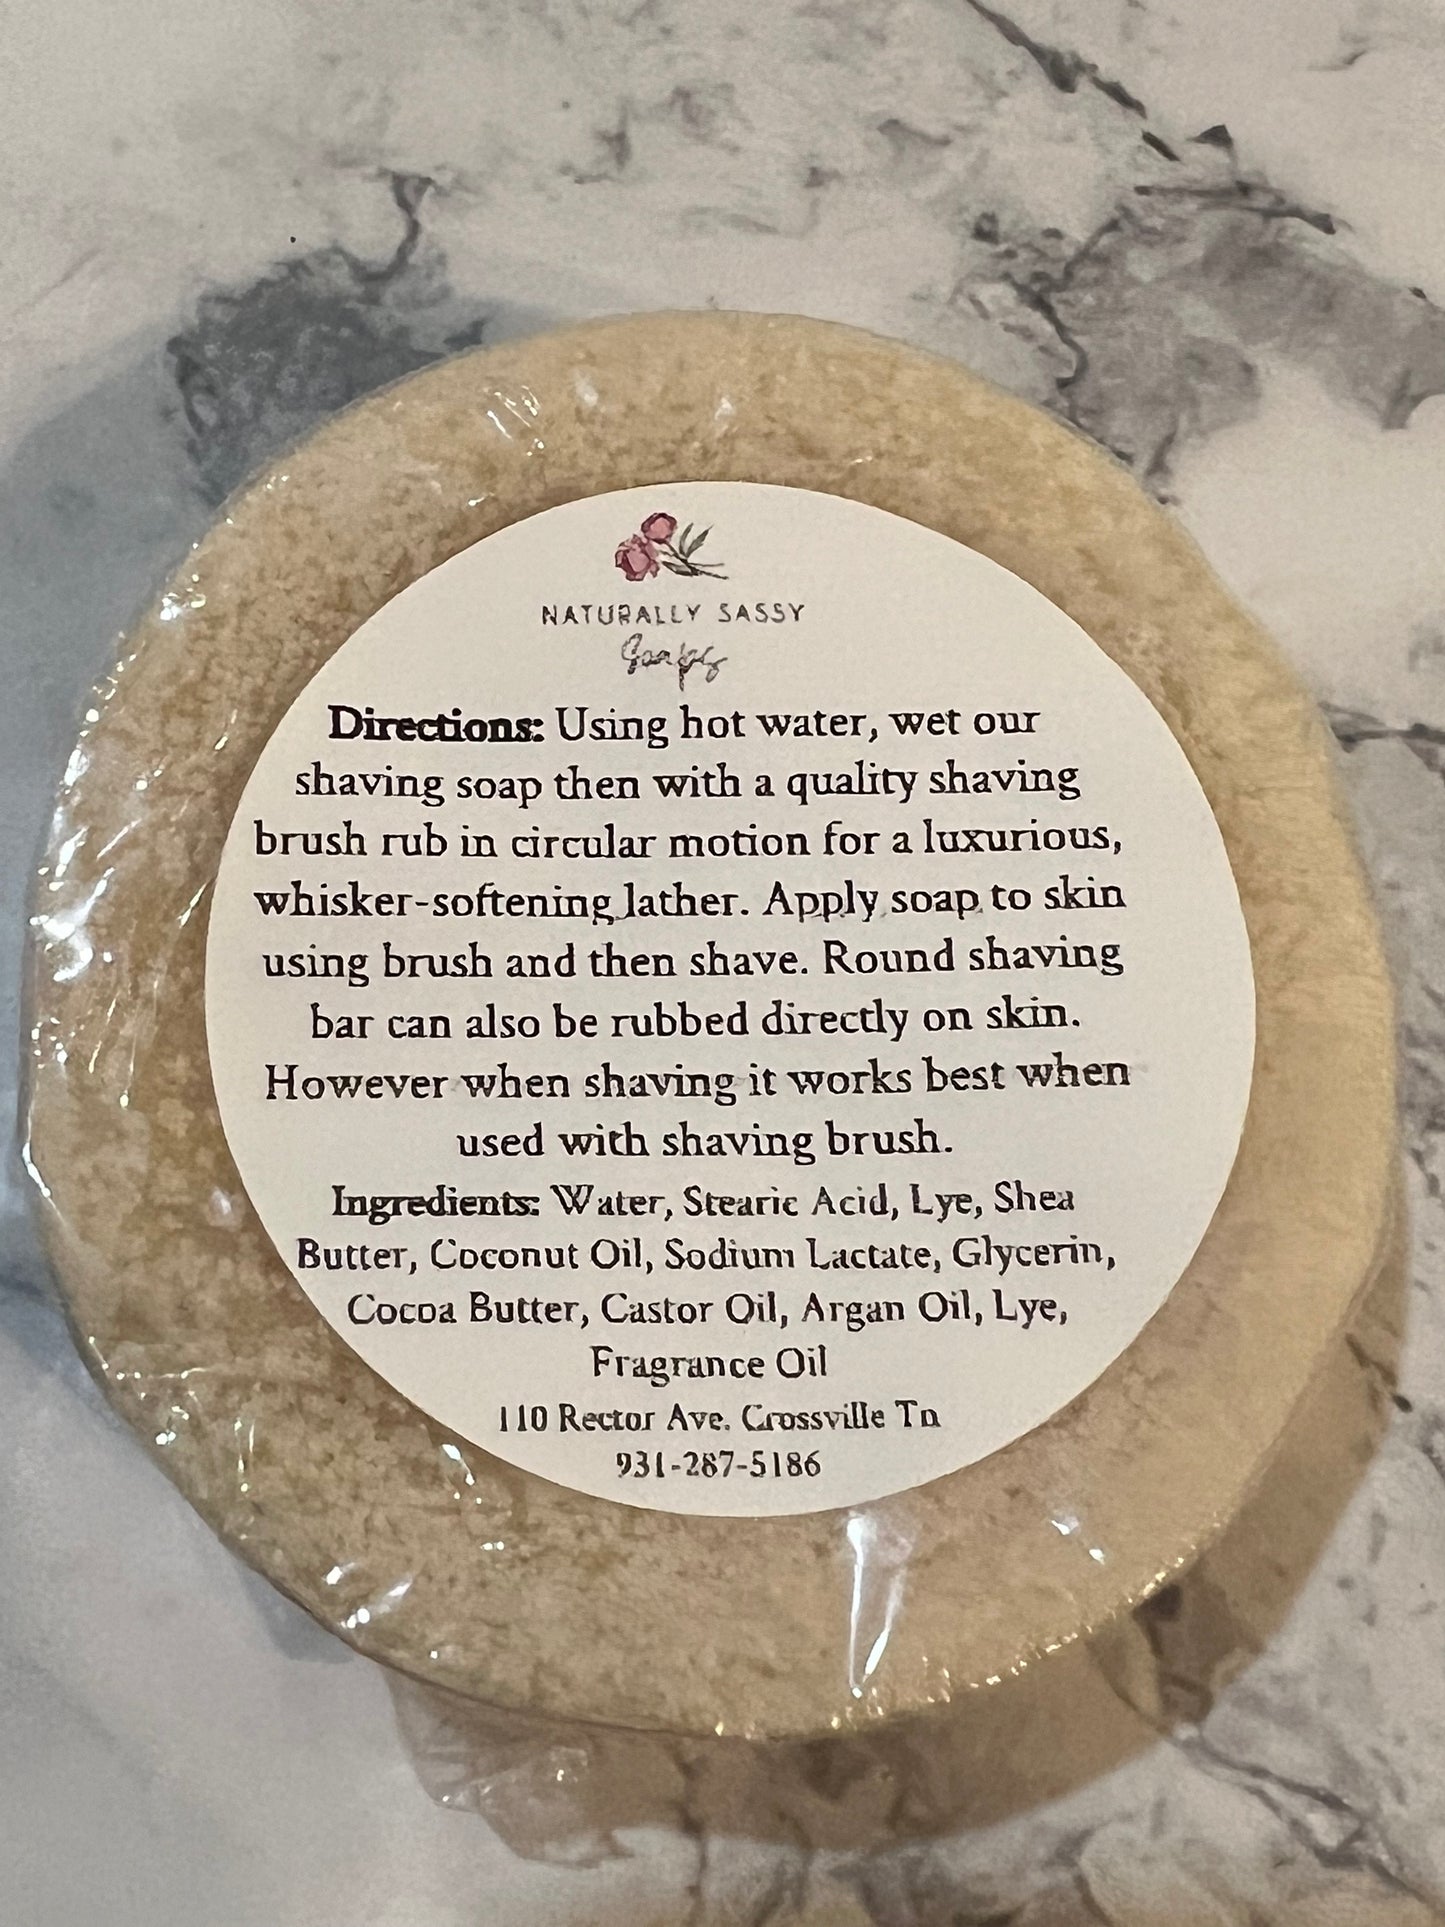 NATURALLY SASSY
Soaps
Directions: Using hot water, wet our
shaving soap then with a quality shaving
brush rub in circular motion for a luxurious,
whisker-softening lather. Apply soap to skin
using brush and then shave. Round shaving
bar can also be rubbed directly on skin.
However when shaving it works best when
used with shaving brush.
Ingredients: Water, Stearic Acid, Lye, Shea
Butter, Coconut Oil, Sodium Lactate, Glycerin,
Cocoa Butter, Castor Oil, Argan Oil, Lye,
Fragrance Oil
110 Rector Ave. Crossville Tn
931-287-5186